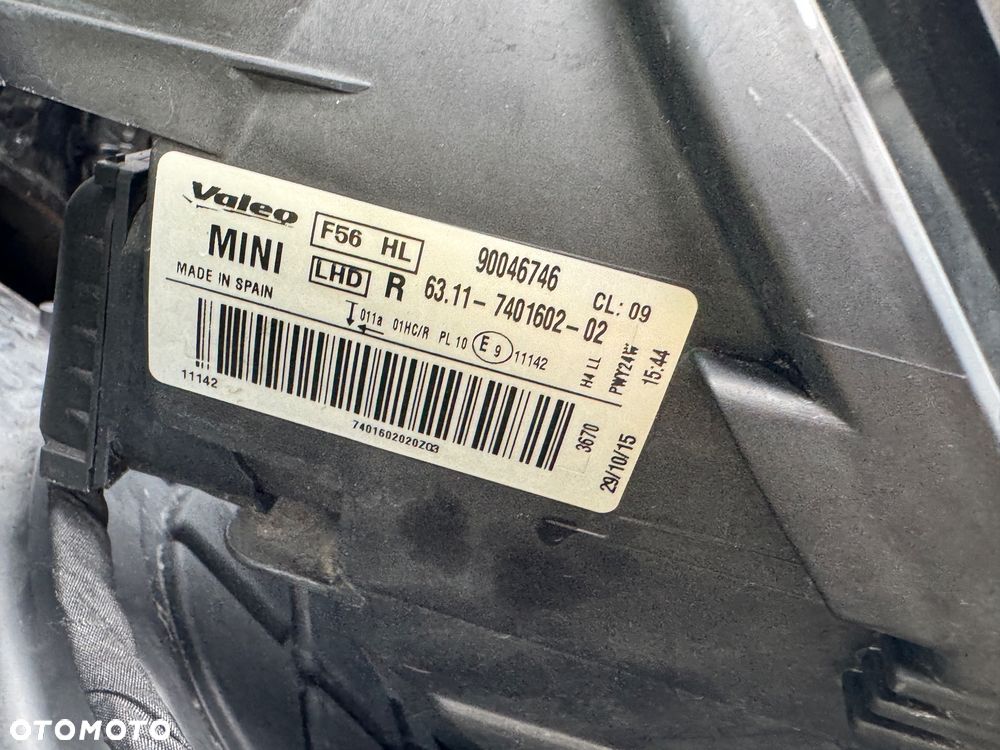 Valeo F56 HL 90046746 CL: 09
MINI LHD R 63.11-7401602-02
MADE IN SPAIN 011a 01HC/R PL 10 E 9 11142
H4 LL PWY24W 15:44
11142
7401602020Z03
3670 29/10/15
OTOMOTO